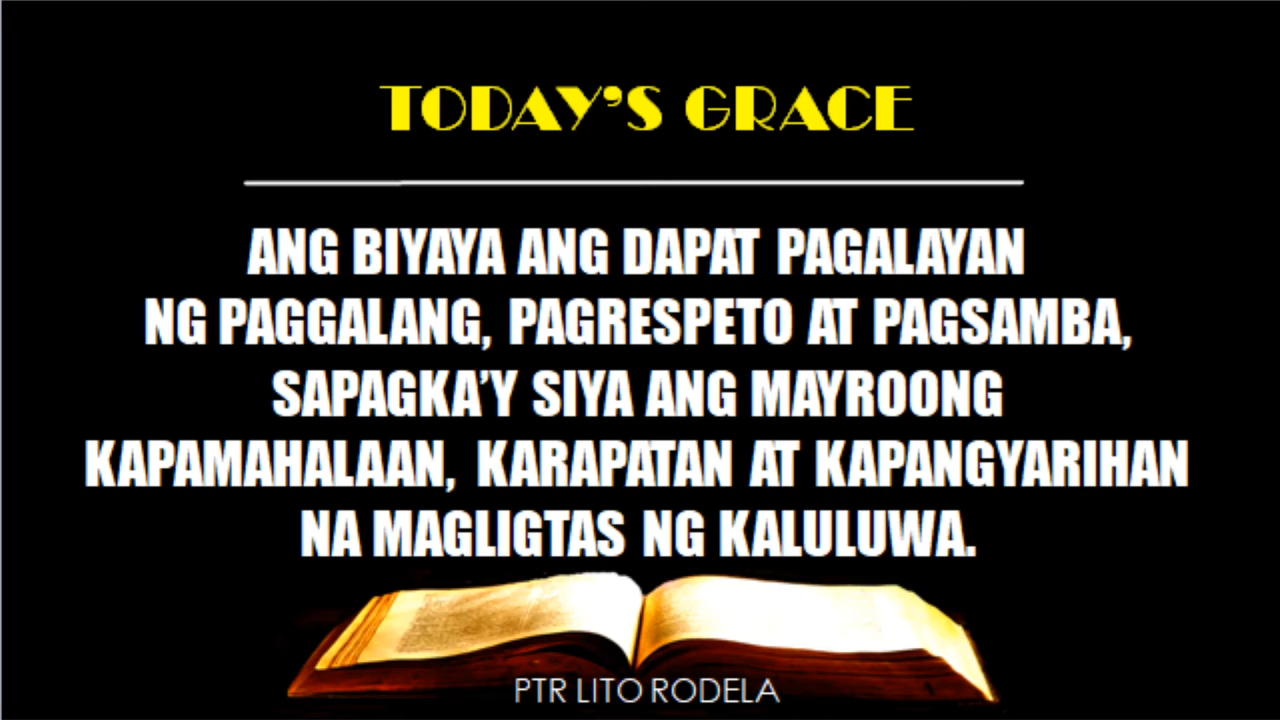 TODAY'S GRACE
ANG BIYAYA ANG DAPAT PAGALAYAN
NG PAGGALANG, PAGRESPETO AT PAGSAMBA,
SAPAGKA'Y SIYA ANG MAYROONG
KAPAMAHALAAN, KARAPATAN AT KAPANGYARIHAN
NA MAGLIGTAS NG KALULUWA.
PTR LITO RODELA